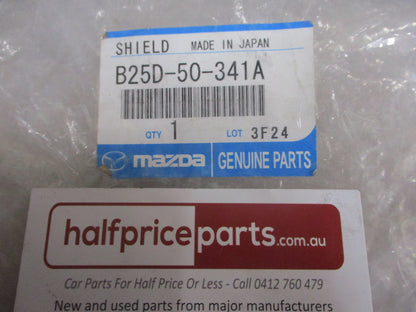 SHIELD MADE IN JAPAN
B25D-50-341A
QTY 1 LOT 3F24
mazda GENUINE PARTS
halfpriceparts.com.au
Car Parts For Half Price Or Less - Call 0412 760 479
New and used parts from major manufacturers